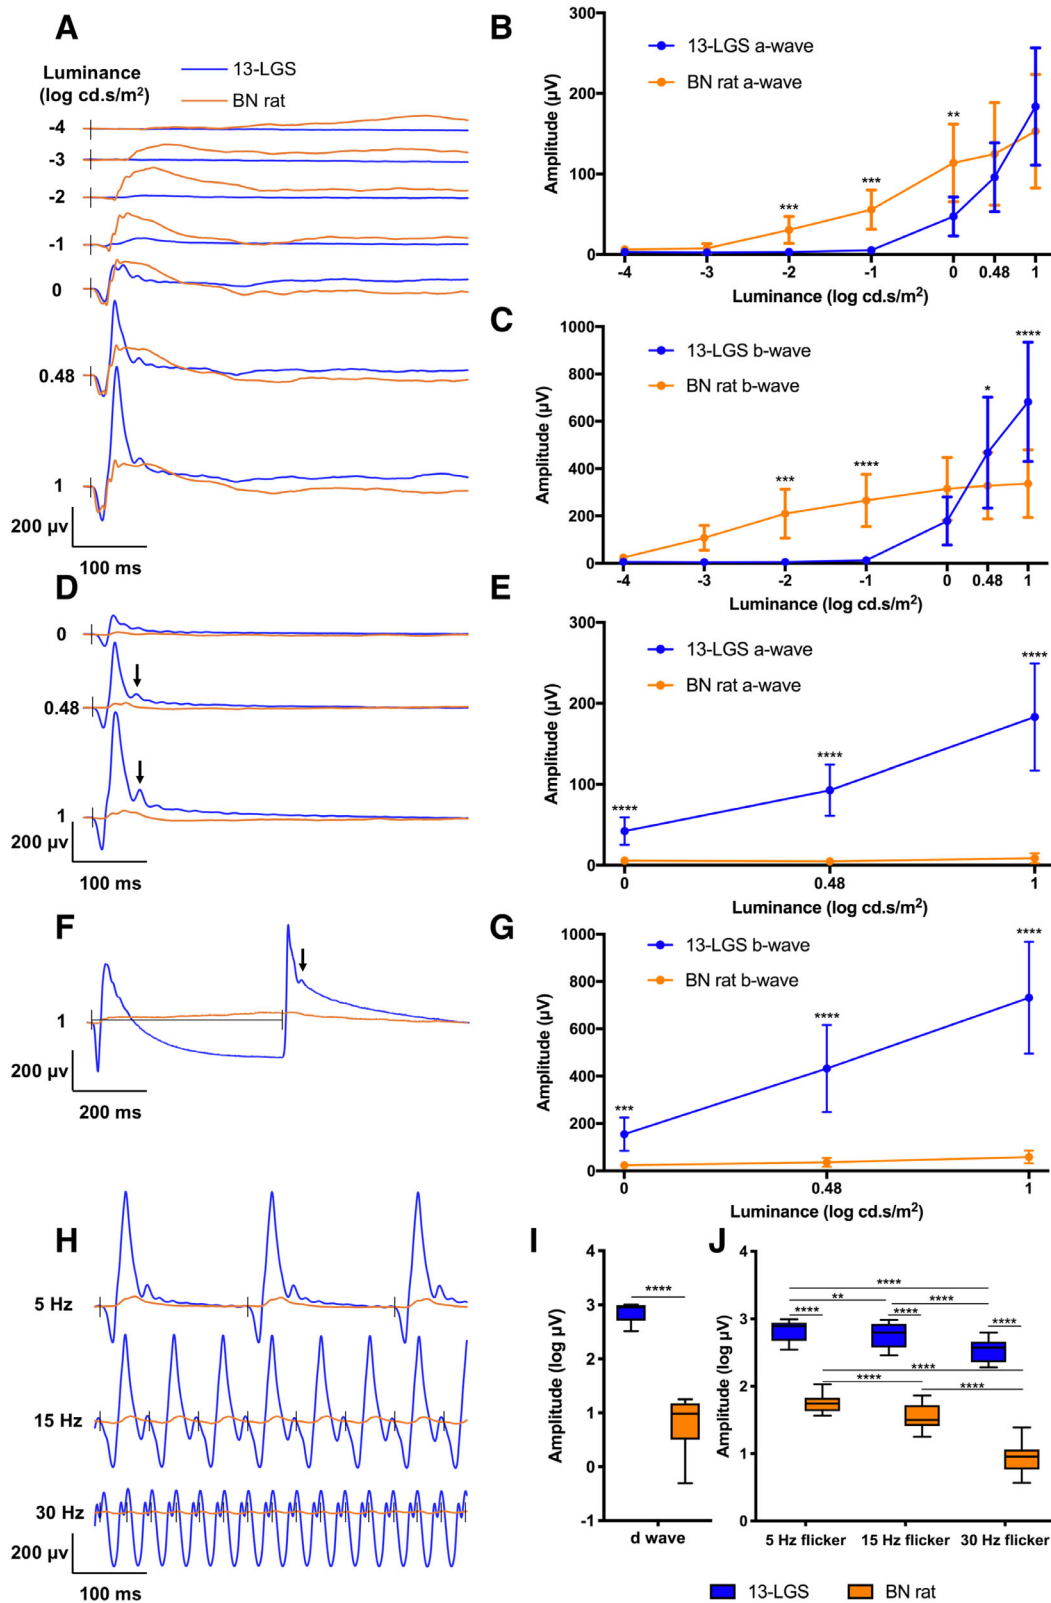 A
Luminance
(log cd.s/m²)
13-LGS
BN rat
-4
-3
-2
-1
0
0.48
1
200 μv
100 ms
B
13-LGS a-wave
BN rat a-wave
Amplitude (μV)
300
200
100
0
***
***
**
-4 -3 -2 -1 0 0.48 1
Luminance (log cd.s/m²)
C
13-LGS b-wave
BN rat b-wave
Amplitude (μV)
1000
800
600
400
200
0
***
****
*
****
-4 -3 -2 -1 0 0.48 1
Luminance (log cd.s/m²)
D
0
0.48
1
200 μv
100 ms
E
13-LGS a-wave
BN rat a-wave
Amplitude (μV)
300
200
100
0
****
****
****
0 0.48 1
Luminance (log cd.s/m²)
F
1
200 μv
200 ms
G
13-LGS b-wave
BN rat b-wave
Amplitude (μV)
1000
800
600
400
200
0
***
****
****
0 0.48 1
Luminance (log cd.s/m²)
H
5 Hz
15 Hz
30 Hz
200 μv
100 ms
I
Amplitude (log μV)
4
3
2
1
0
-1
****
d wave
J
Amplitude (log μV)
4
3
2
1
0
****
** ****
**** **** ****
****
**** ****
5 Hz flicker 15 Hz flicker 30 Hz flicker
13-LGS BN rat